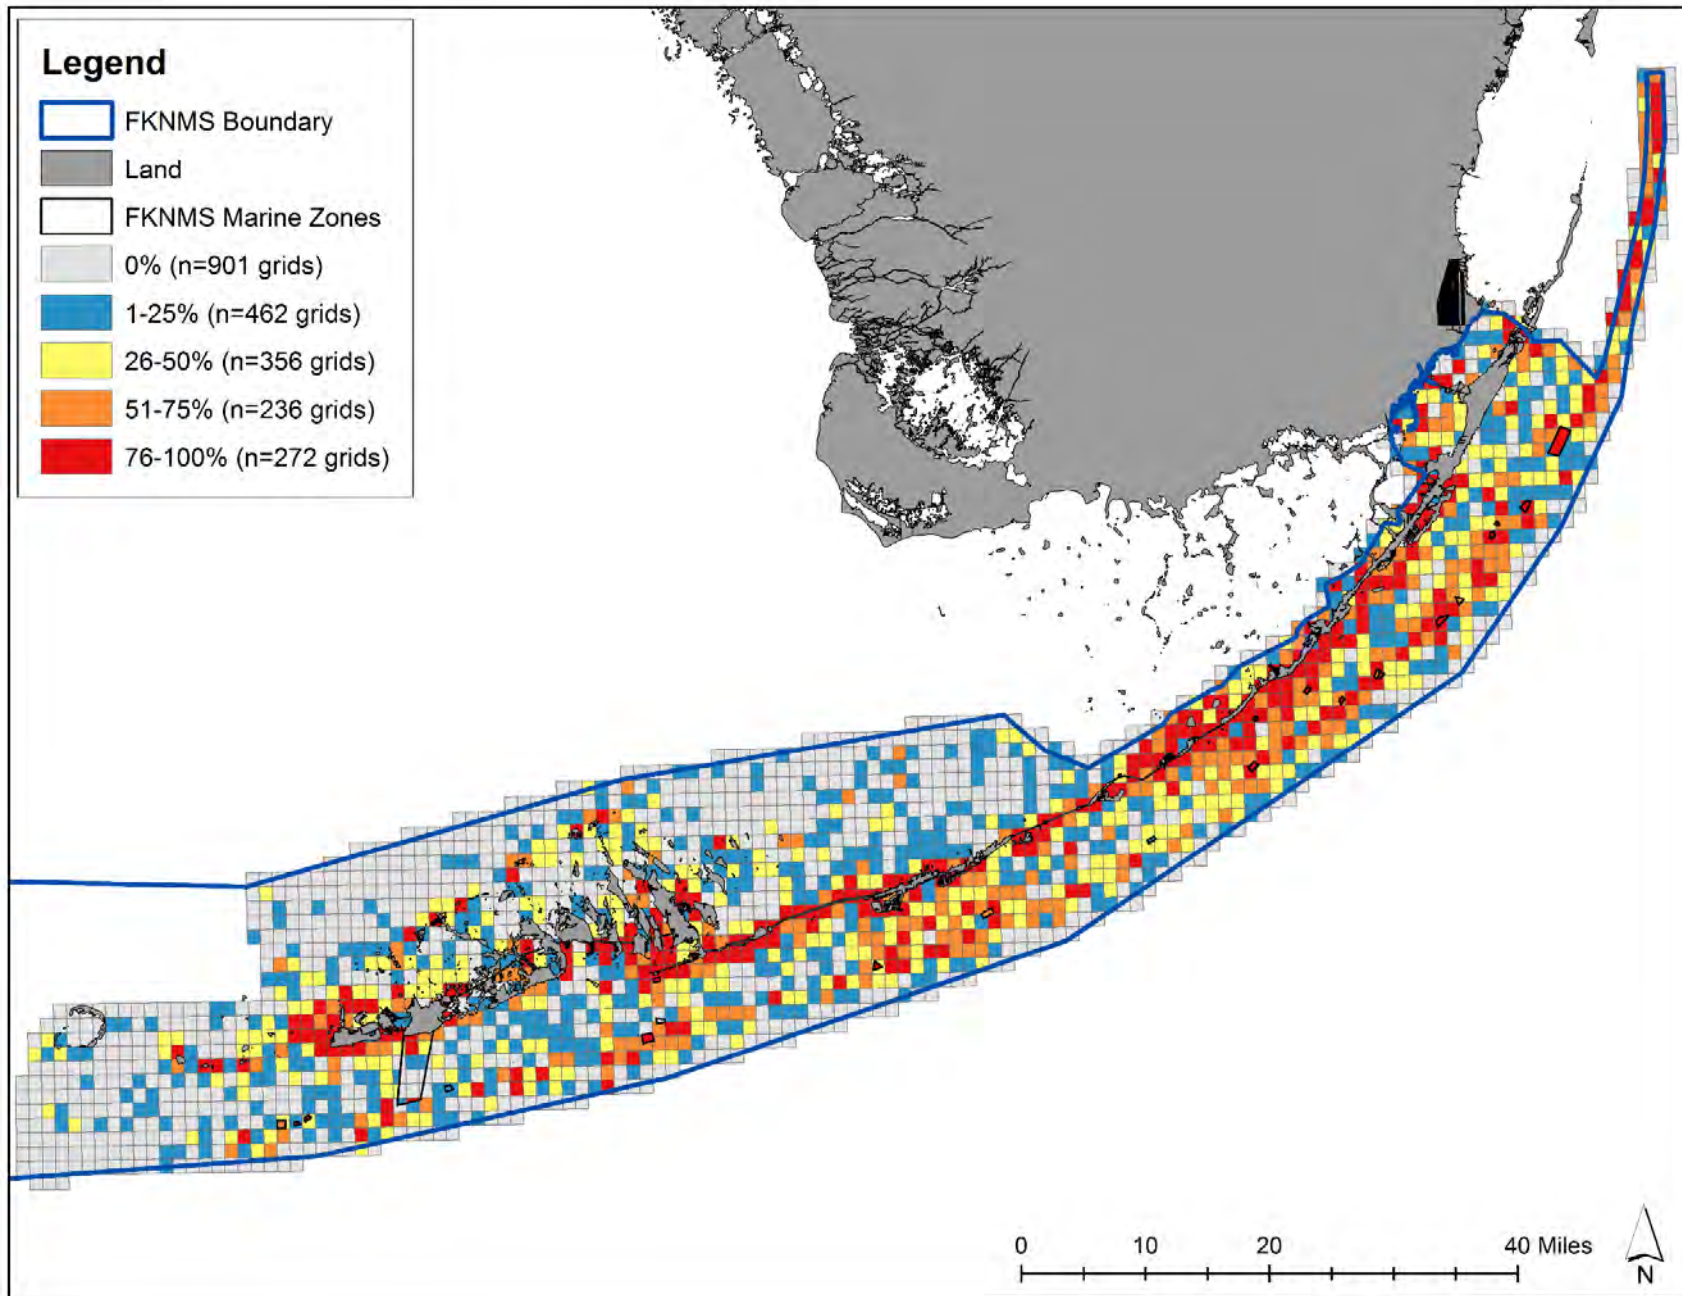 Legend
FKNMS Boundary
Land
FKNMS Marine Zones
0% (n=901 grids)
1-25% (n=462 grids)
26-50% (n=356 grids)
51-75% (n=236 grids)
76-100% (n=272 grids)
0 10 20 40 Miles
N